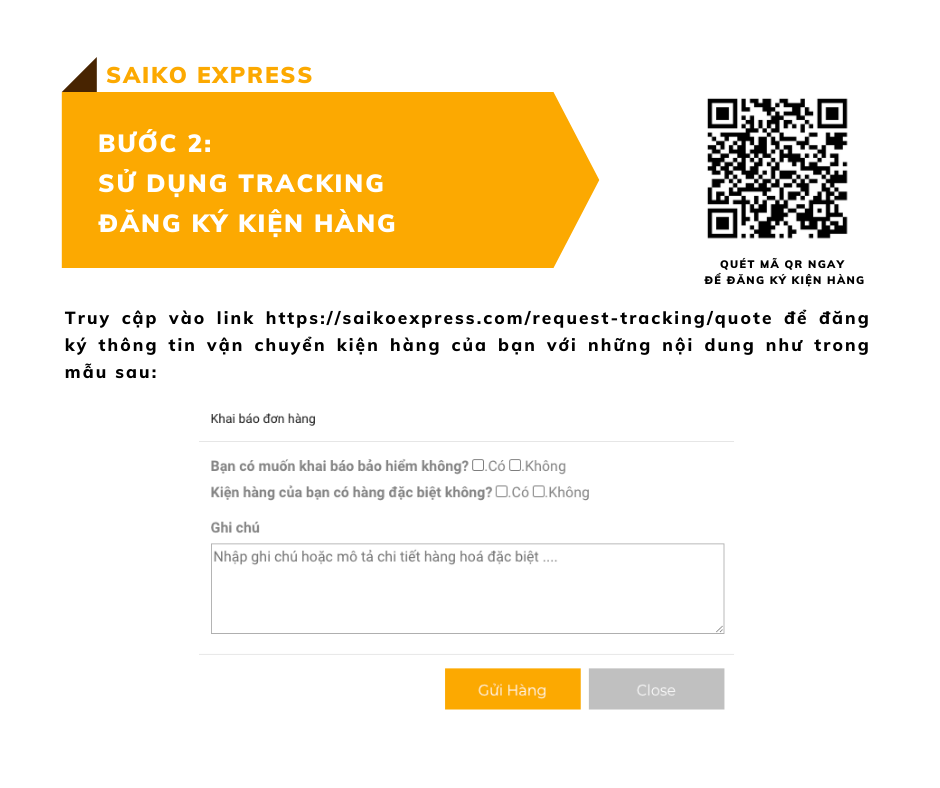 SAIKO EXPRESS
BƯỚC 2:
SỬ DỤNG TRACKING
ĐĂNG KÝ KIỆN HÀNG
QUÉT MÃ QR NGAY
ĐỂ ĐĂNG KÝ KIỆN HÀNG
Truy cập vào link https://saikoexpress.com/request-tracking/quote để đăng
ký thông tin vận chuyển kiện hàng của bạn với những nội dung như trong
mẫu sau:
Khai báo đơn hàng
Bạn có muốn khai báo bảo hiểm không? .Có .Không
Kiện hàng của bạn có hàng đặc biệt không? .Có .Không
Ghi chú
Nhập ghi chú hoặc mô tả chi tiết hàng hoá đặc biệt ....
Gửi Hàng Close